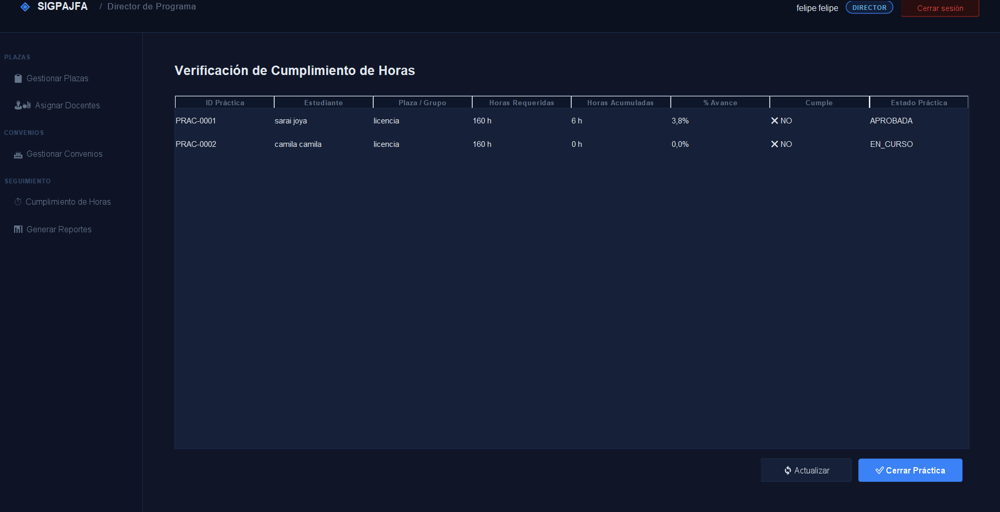 SIGPAJFA / Director de Programa
felipe felipe DIRECTOR Cerrar sesión
PLAZAS
Gestionar Plazas
Asignar Docentes
CONVENIOS
Gestionar Convenios
SEGUIMIENTO
Cumplimiento de Horas
Generar Reportes
Verificación de Cumplimiento de Horas
ID Práctica Estudiante Plaza / Grupo Horas Requeridas Horas Acumuladas % Avance Cumple Estado Práctica
PRAC-0001 sarai joya licencia 160 h 6 h 3,8% ✕ NO APROBADA
PRAC-0002 camila camila licencia 160 h 0 h 0,0% ✕ NO EN_CURSO
Actualizar
Cerrar Práctica